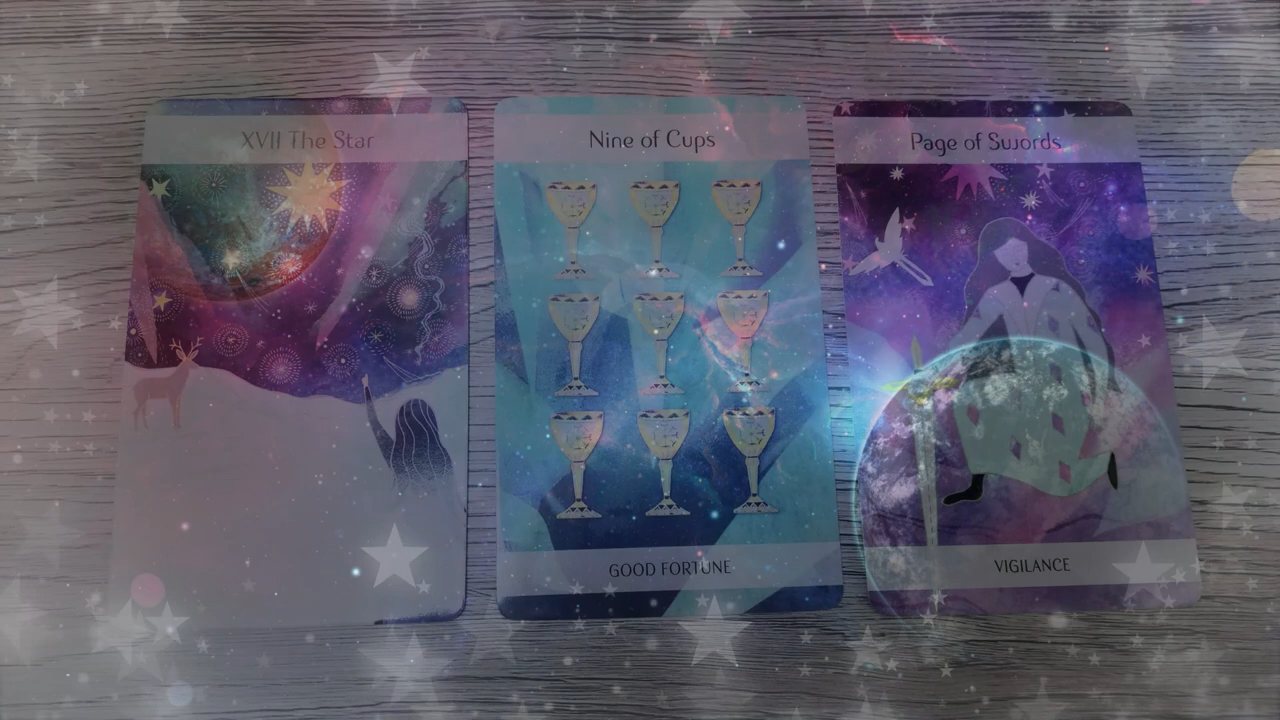 XVII The Star
Nine of Cups
Page of Swords
GOOD FORTUNE
VIGILANCE